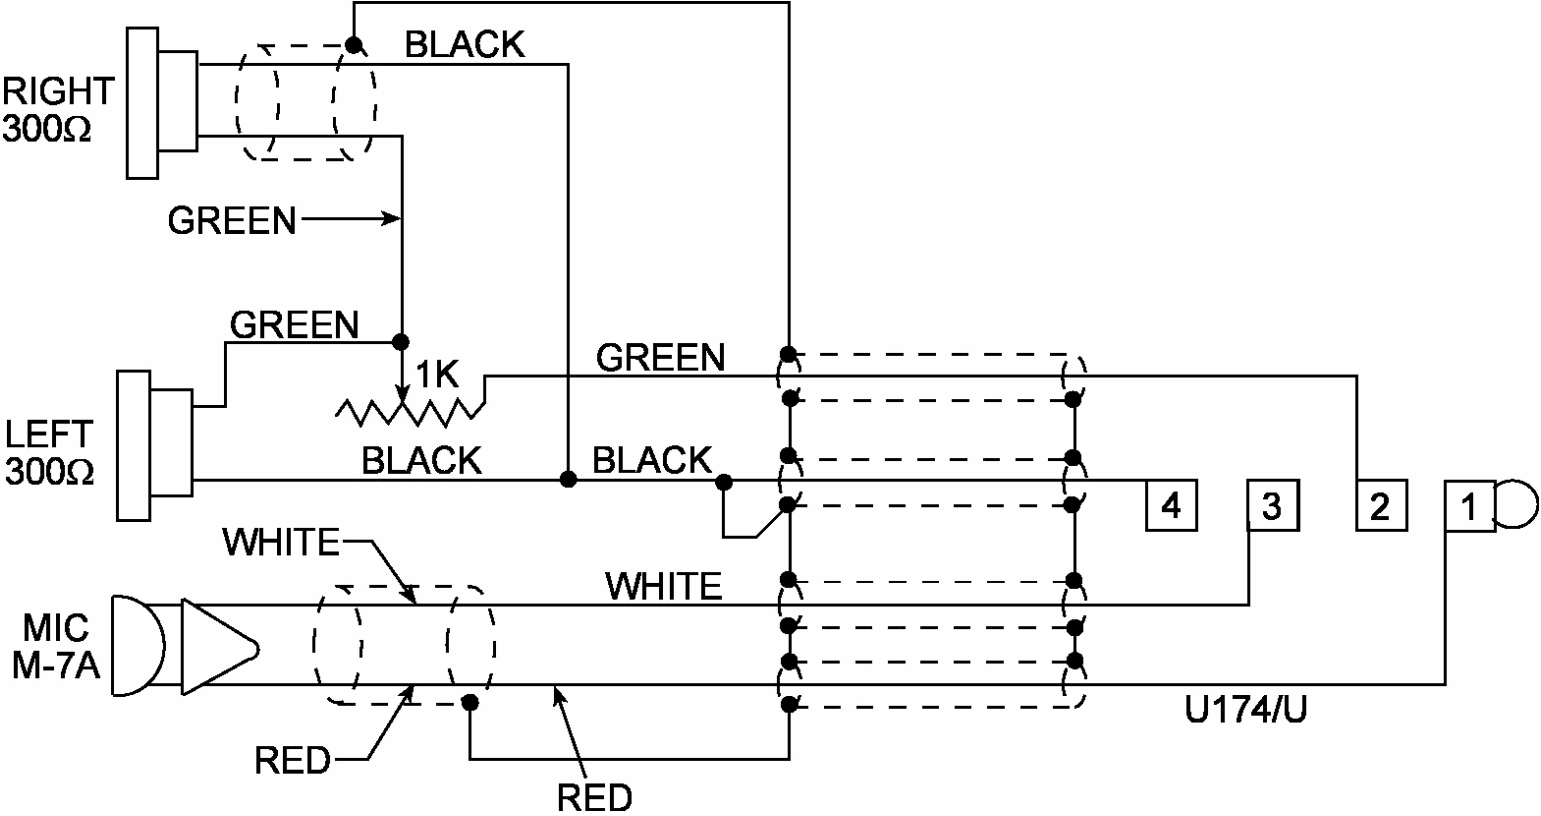 BLACK
RIGHT
300Ω
GREEN
GREEN
1K
GREEN
LEFT
300Ω
BLACK
BLACK
4
3
2
1
WHITE
WHITE
MIC
M-7A
U174/U
RED
RED